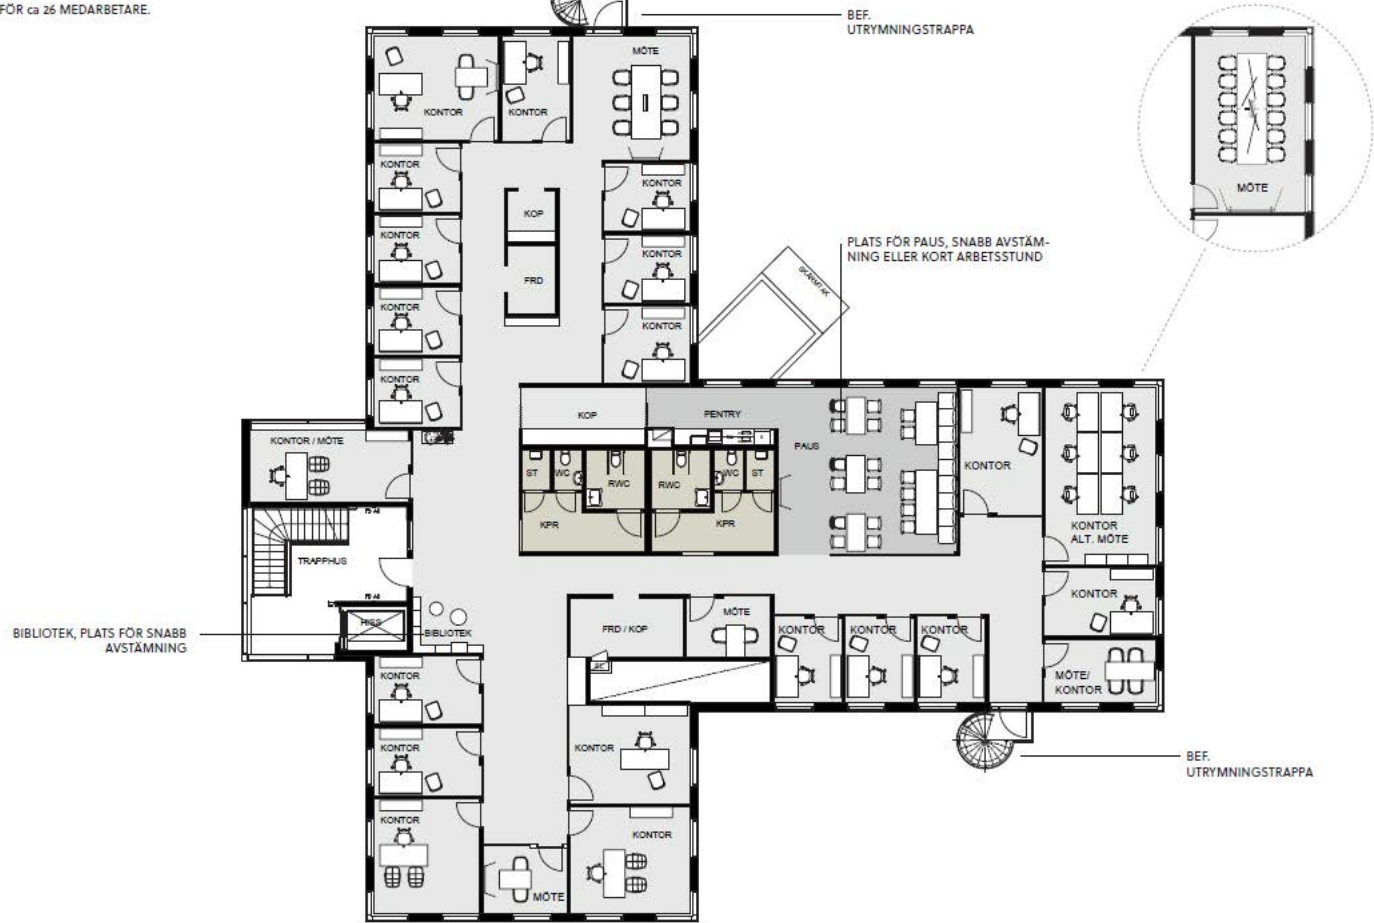 FÖR ca 26 MEDARBETARE.
BEF.
UTRYMNINGSTRAPPA
MÖTE
KONTOR
KONTOR
MÖTE
KONTOR
KONTOR
KOP
KONTOR
KONTOR
PLATS FÖR PAUS, SNABB AVSTÄM-
NING ELLER KORT ARBETSSTUND
FRD
SKÄRMTAK
KONTOR
KONTOR
KONTOR
KOP
PENTRY
PAUS
KONTOR / MÖTE
KONTOR
ST
WC
RWC
RWC
WC
ST
KPR
KPR
KONTOR
ALT. MÖTE
TRAPPHUS
KONTOR
HISS
BIBLIOTEK
BIBLIOTEK, PLATS FÖR SNABB
AVSTÄMNING
FRD / KOP
MÖTE
KONTOR
KONTOR
KONTOR
KONTOR
MÖTE/
KONTOR
KONTOR
KONTOR
BEF.
UTRYMNINGSTRAPPA
KONTOR
KONTOR
MÖTE